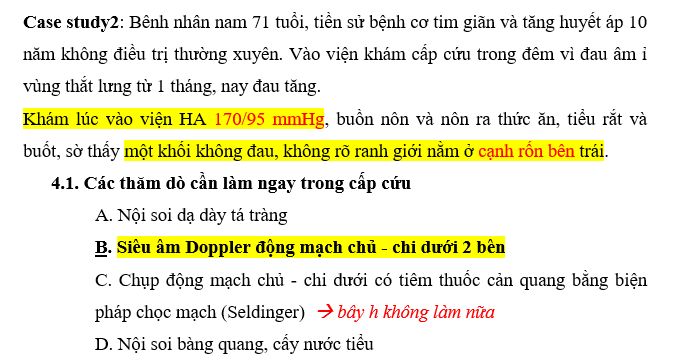 Case study2: Bênh nhân nam 71 tuổi, tiền sử bệnh cơ tim giãn và tăng huyết áp 10
năm không điều trị thường xuyên. Vào viện khám cấp cứu trong đêm vì đau âm ỉ
vùng thắt lưng từ 1 tháng, nay đau tăng.
Khám lúc vào viện HA 170/95 mmHg, buồn nôn và nôn ra thức ăn, tiểu rắt và
buốt, sờ thấy một khối không đau, không rõ ranh giới nằm ở cạnh rốn bên trái.
4.1. Các thăm dò cần làm ngay trong cấp cứu
A. Nội soi dạ dày tá tràng
B. Siêu âm Doppler động mạch chủ - chi dưới 2 bên
C. Chụp động mạch chủ - chi dưới có tiêm thuốc cản quang bằng biện
pháp chọc mạch (Seldinger) → bây h không làm nữa
D. Nội soi bàng quang, cấy nước tiểu